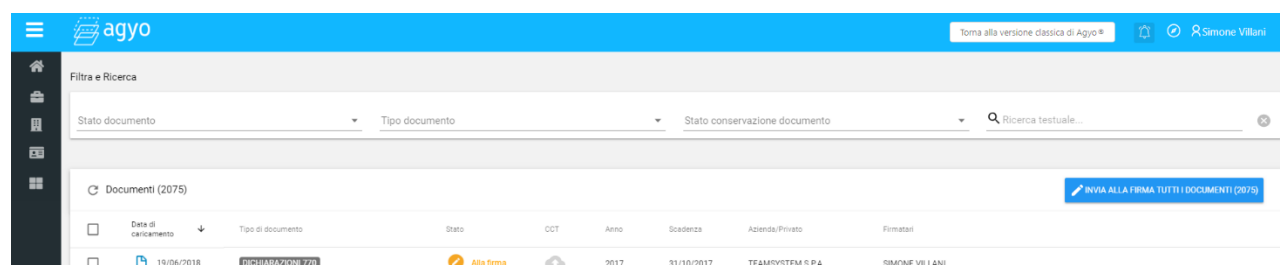 agyo Torna alla versione classica di Agyo ® Simone Villani
Filtra e Ricerca
Stato documento Tipo documento Stato conservazione documento Ricerca testuale...
Documenti (2075) INVIA ALLA FIRMA TUTTI I DOCUMENTI (2075)
Data di caricamento Tipo di documento Stato CCT Anno Scadenza Azienda/Privato Firmatari
19/06/2018 DICHIARAZIONI 770 Alla firma 2017 31/10/2017 TEAMSYSTEM S.P.A. SIMONE VILLANI